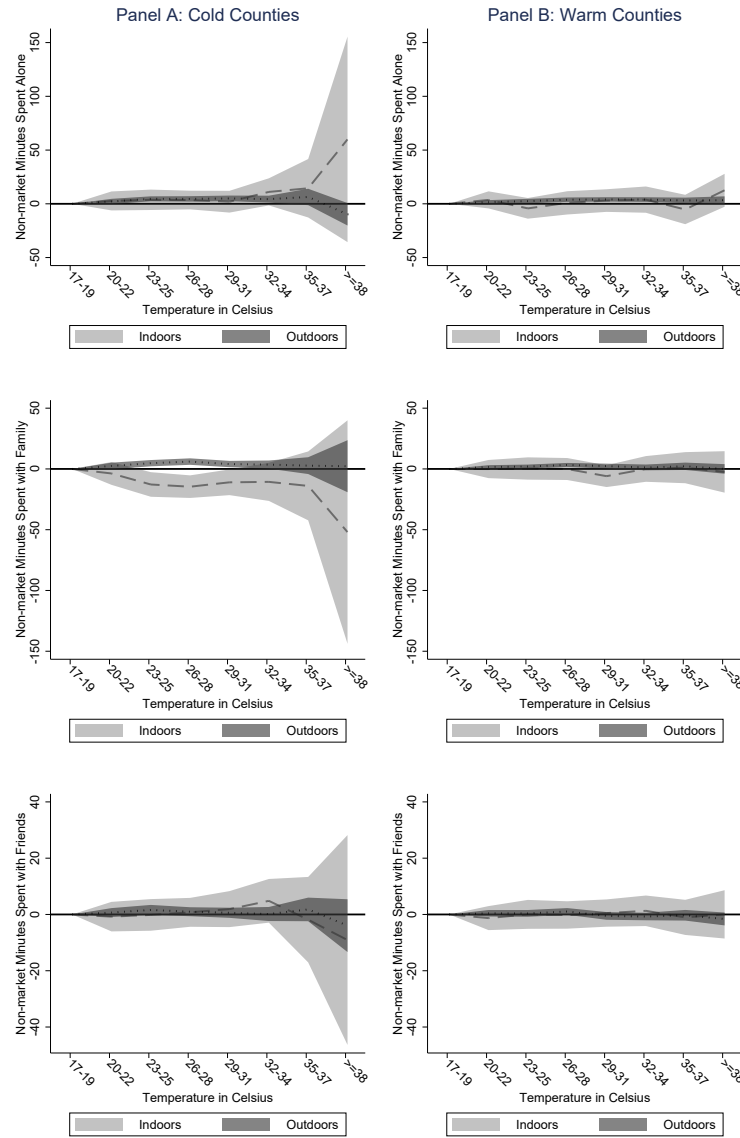 Panel A: Cold Counties
Panel B: Warm Counties
Non-market Minutes Spent Alone
150
100
50
0
-50
17-19 20-22 23-25 26-28 29-31 32-34 35-37 >=38
Temperature in Celsius
Indoors Outdoors
Non-market Minutes Spent Alone
150
100
50
0
-50
17-19 20-22 23-25 26-28 29-31 32-34 35-37 >=38
Temperature in Celsius
Indoors Outdoors
Non-market Minutes Spent with Family
50
0
-50
-100
-150
17-19 20-22 23-25 26-28 29-31 32-34 35-37 >=38
Temperature in Celsius
Indoors Outdoors
Non-market Minutes Spent with Family
50
0
-50
-100
-150
17-19 20-22 23-25 26-28 29-31 32-34 35-37 >=38
Temperature in Celsius
Indoors Outdoors
Non-market Minutes Spent with Friends
40
20
0
-20
-40
17-19 20-22 23-25 26-28 29-31 32-34 35-37 >=38
Temperature in Celsius
Indoors Outdoors
Non-market Minutes Spent with Friends
40
20
0
-20
-40
17-19 20-22 23-25 26-28 29-31 32-34 35-37 >=38
Temperature in Celsius
Indoors Outdoors